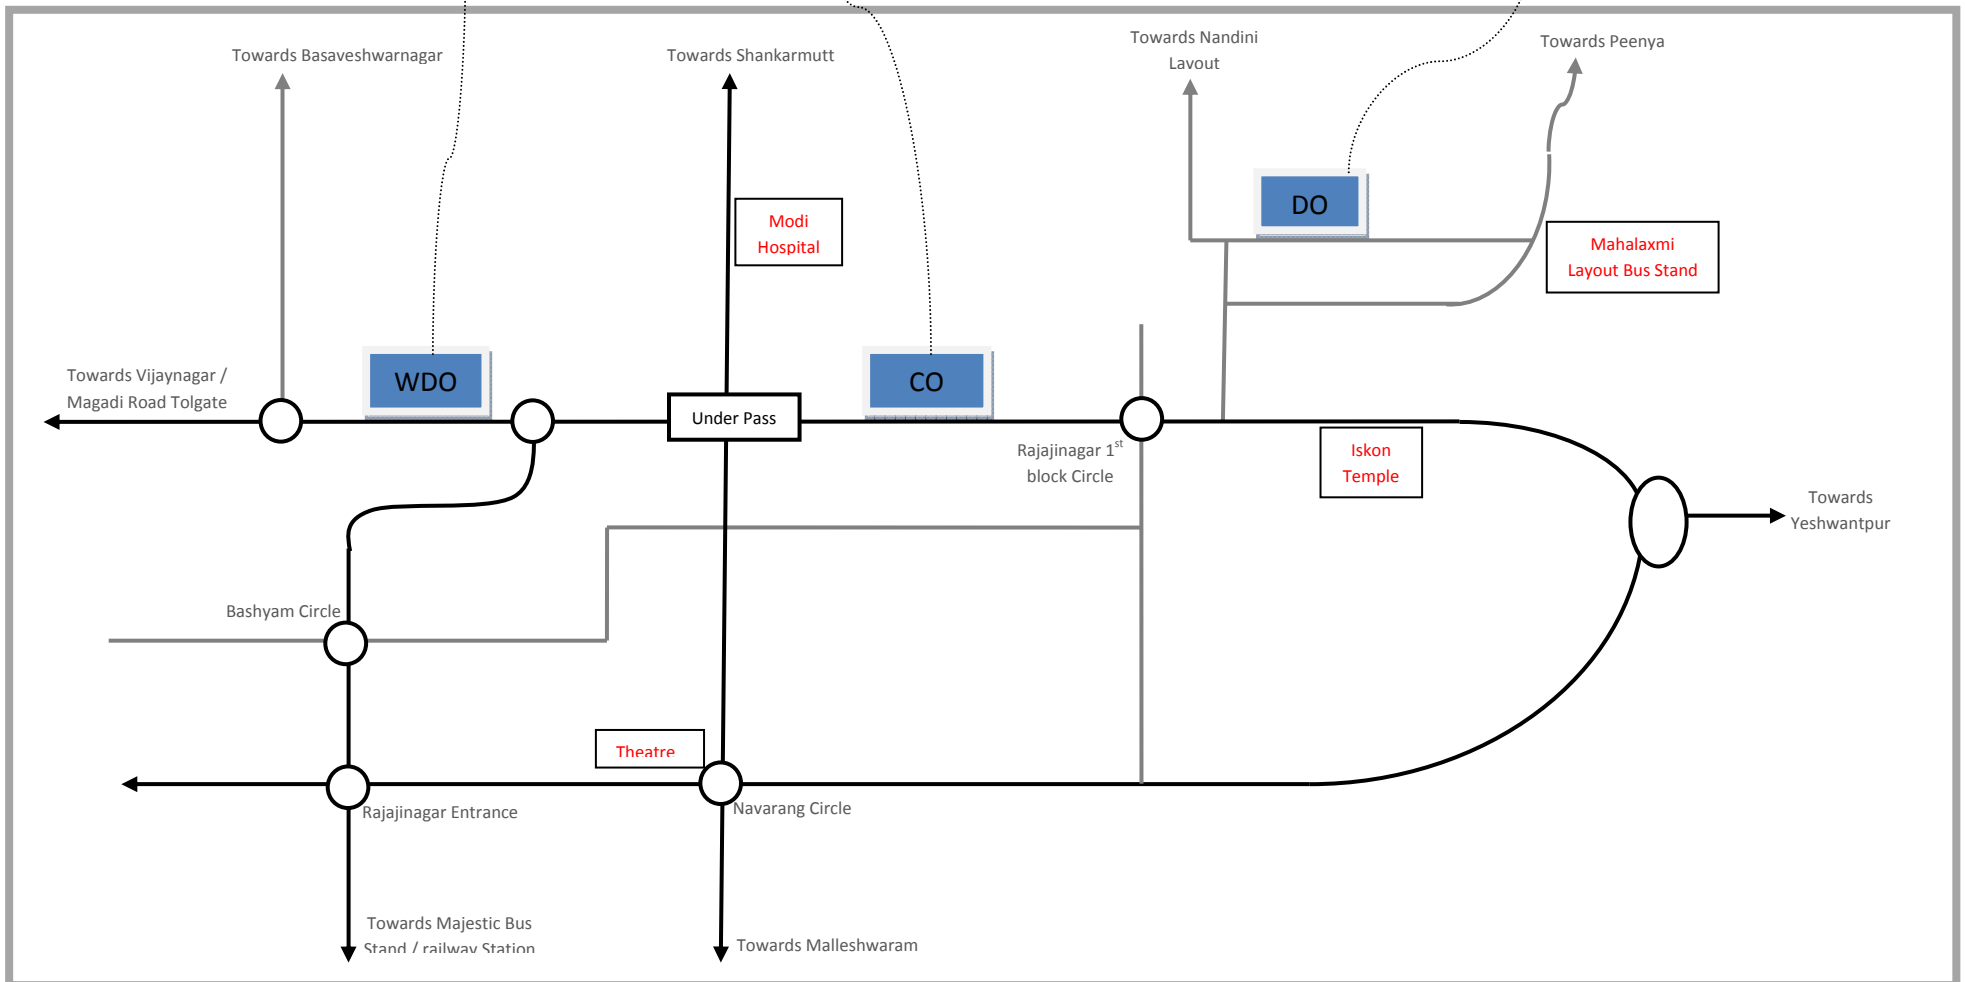 Towards Basaveshwarnagar
Towards Shankarmutt
Towards Nandini
Layout
Towards Peenya
DO
Modi
Hospital
Mahalaxmi
Layout Bus Stand
Towards Vijaynagar /
Magadi Road Tolgate
WDO
CO
Under Pass
Rajajinagar 1st
block Circle
Iskon
Temple
Towards
Yeshwantpur
Bashyam Circle
Theatre
Rajajinagar Entrance
Navarang Circle
Towards Majestic Bus
Stand / railway Station
Towards Malleshwaram